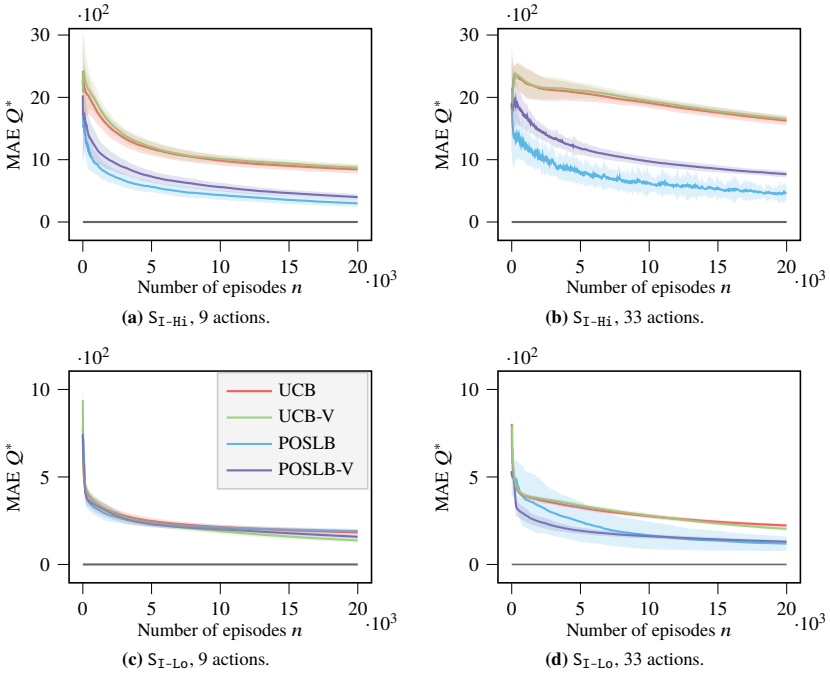 ·10²
·10²
30
20
10
0
MAE Q*
0 5 10 15 20
Number of episodes n
·10³
30
20
10
0
MAE Q*
0 5 10 15 20
Number of episodes n
·10³
(a) S_I-Hi, 9 actions.
(b) S_I-Hi, 33 actions.
·10²
·10²
10
5
0
MAE Q*
UCB
UCB-V
POSLB
POSLB-V
0 5 10 15 20
Number of episodes n
·10³
10
5
0
MAE Q*
0 5 10 15 20
Number of episodes n
·10³
(c) S_I-Lo, 9 actions.
(d) S_I-Lo, 33 actions.